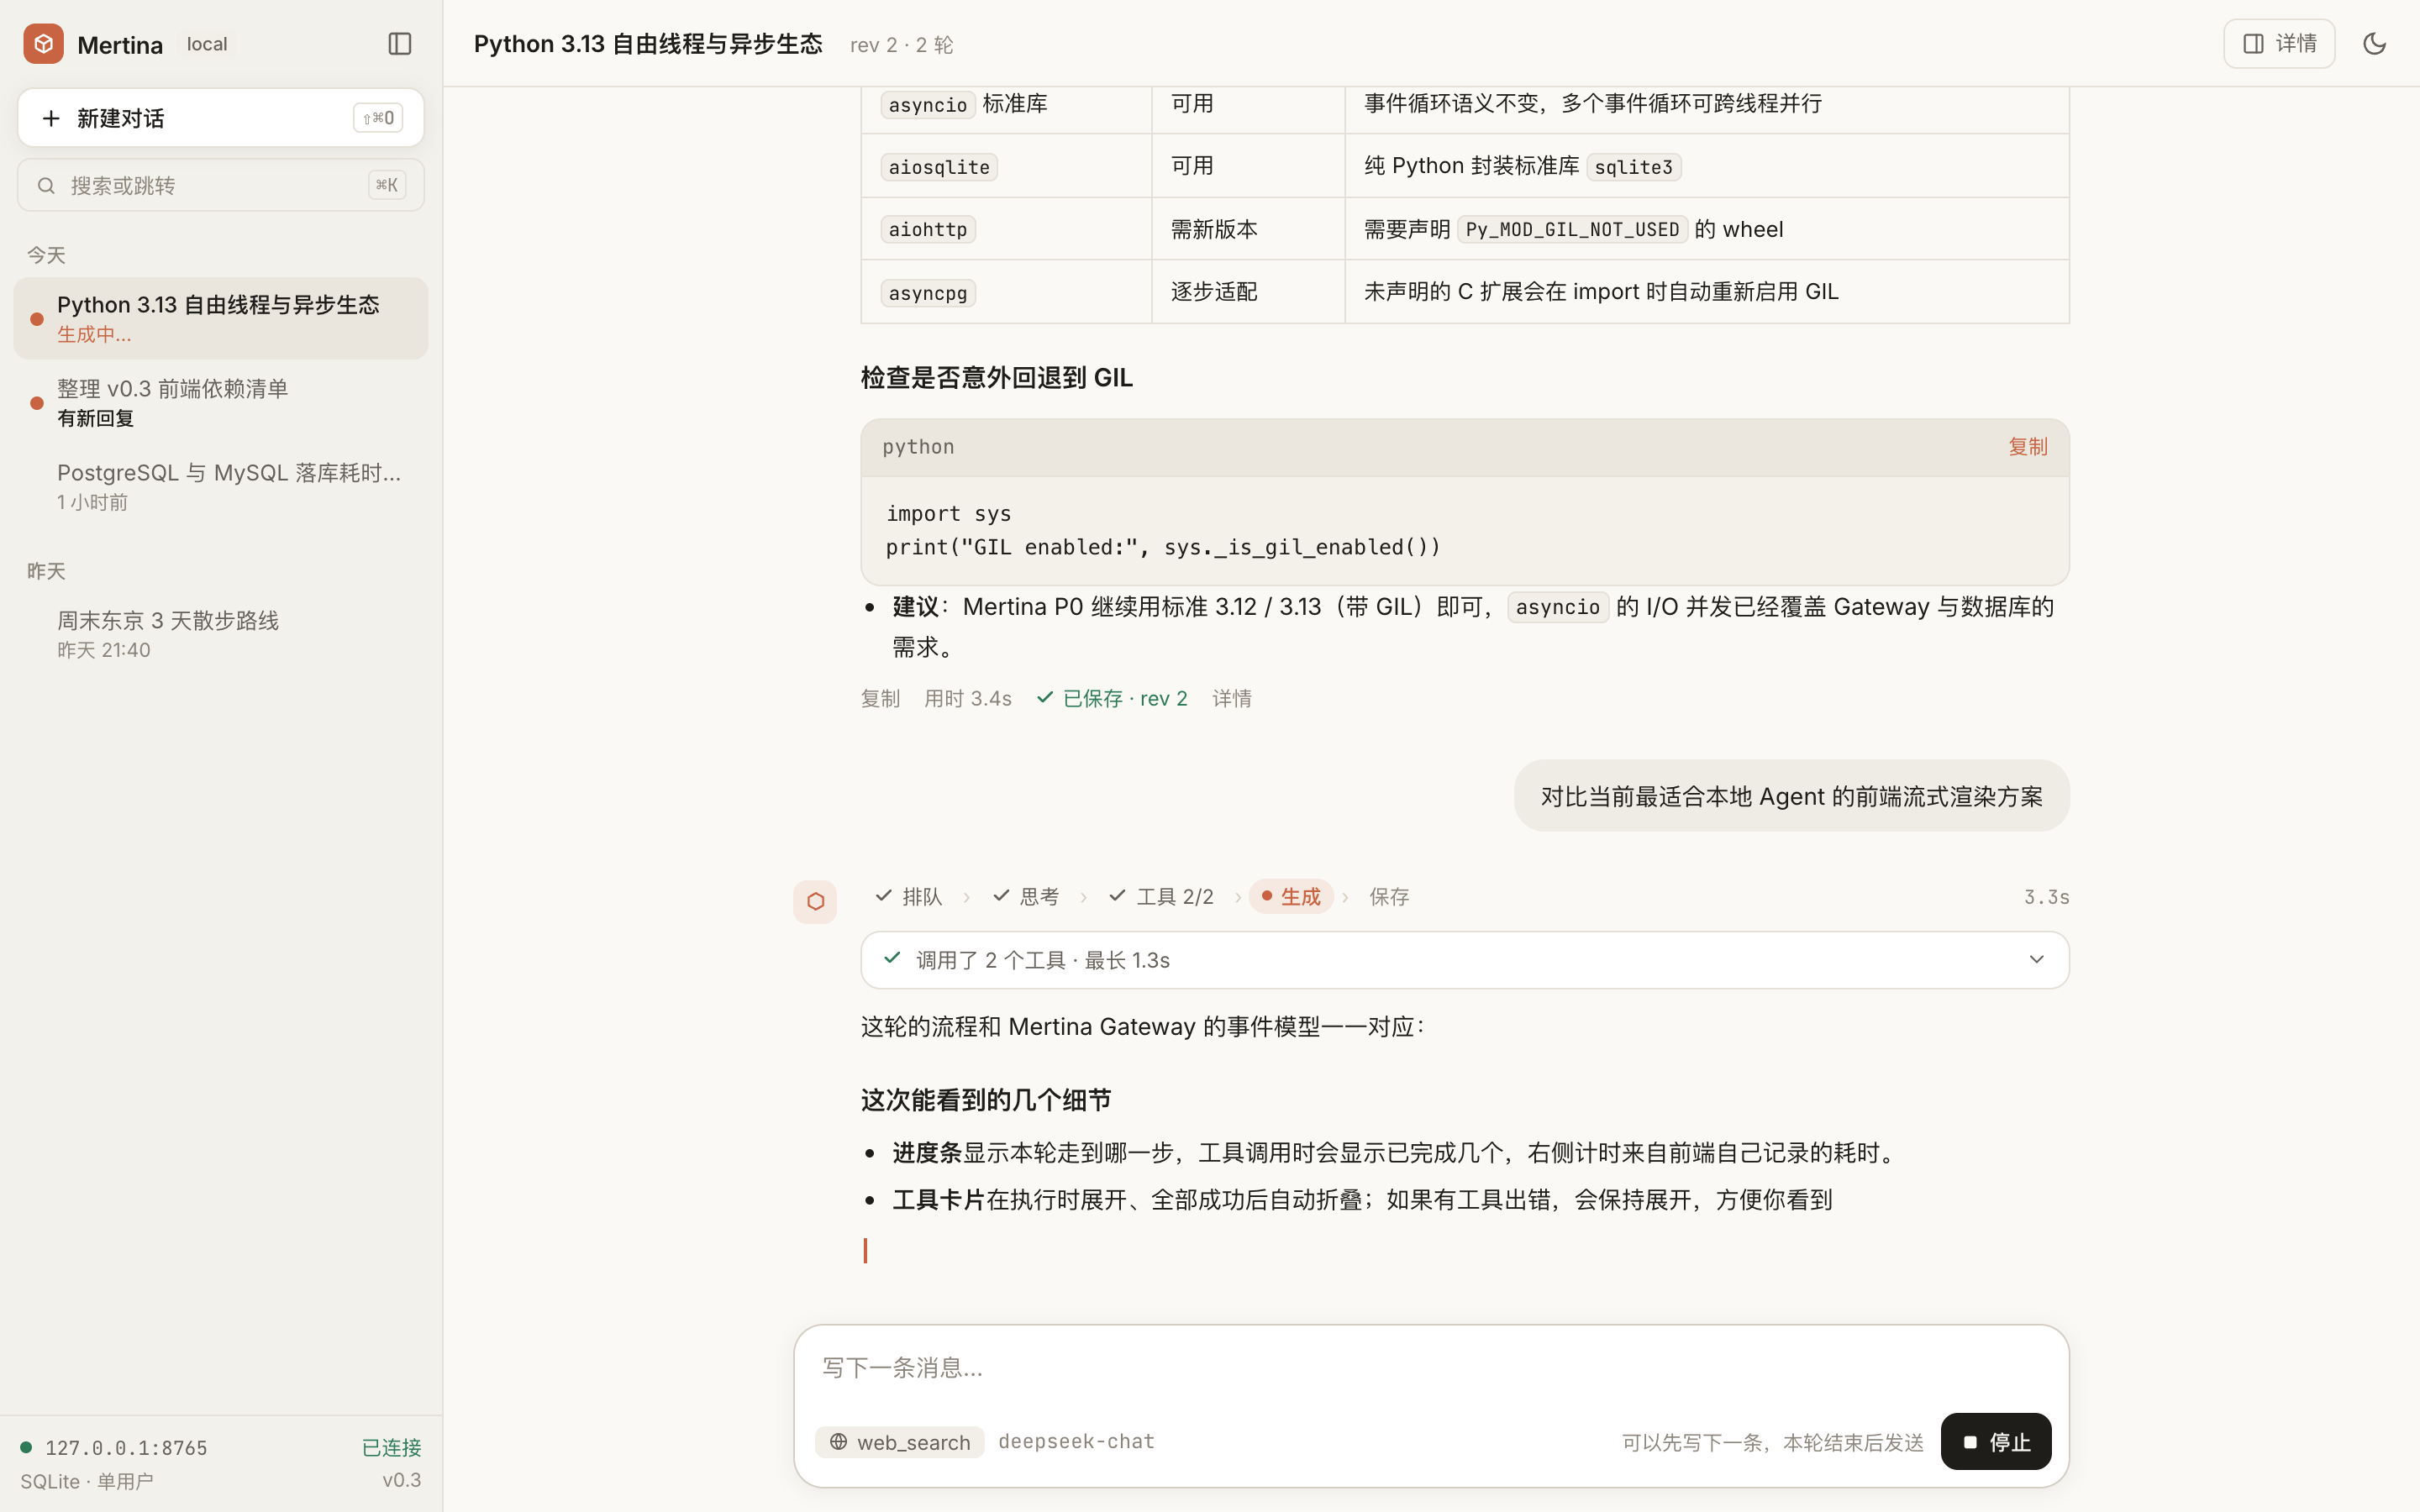 Mertina local
新建对话 ⇧⌘O
搜索或跳转 ⌘K
今天
Python 3.13 自由线程与异步生态
生成中...
整理 v0.3 前端依赖清单
有新回复
PostgreSQL 与 MySQL 落库耗时...
1 小时前
昨天
周末东京 3 天散步路线
昨天 21:40
127.0.0.1:8765 已连接
SQLite · 单用户 v0.3
Python 3.13 自由线程与异步生态 rev 2 · 2 轮 详情
asyncio 标准库 可用 事件循环语义不变，多个事件循环可跨线程并行
aiosqlite 可用 纯 Python 封装标准库 sqlite3
aiohttp 需新版本 需要声明 Py_MOD_GIL_NOT_USED 的 wheel
asyncpg 逐步适配 未声明的 C 扩展会在 import 时自动重新启用 GIL
检查是否意外回退到 GIL
python 复制
import sys
print("GIL enabled:", sys._is_gil_enabled())
• 建议：Mertina P0 继续用标准 3.12 / 3.13（带 GIL）即可，asyncio 的 I/O 并发已经覆盖 Gateway 与数据库的
需求。
复制 用时 3.4s ✓ 已保存 · rev 2 详情
对比当前最适合本地 Agent 的前端流式渲染方案
✓ 排队 › ✓ 思考 › ✓ 工具 2/2 › 生成 › 保存 3.3s
✓ 调用了 2 个工具 · 最长 1.3s
这轮的流程和 Mertina Gateway 的事件模型一一对应：
这次能看到的几个细节
• 进度条显示本轮走到哪一步，工具调用时会显示已完成几个，右侧计时来自前端自己记录的耗时。
• 工具卡片在执行时展开、全部成功后自动折叠；如果有工具出错，会保持展开，方便你看到
写下一条消息...
web_search deepseek-chat 可以先写下一条，本轮结束后发送 停止